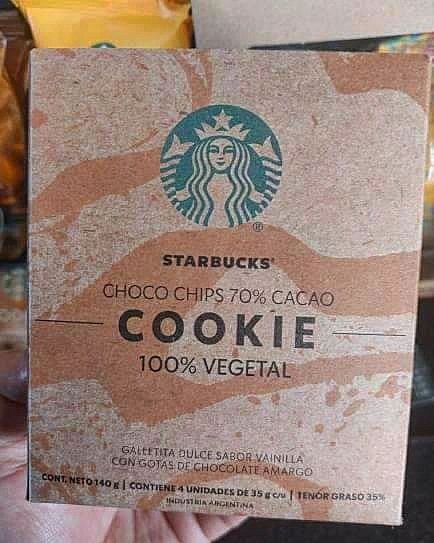 ®
STARBUCKS®
CHOCO CHIPS 70% CACAO
COOKIE
100% VEGETAL
GALLETITA DULCE SABOR VAINILLA
CON GOTAS DE CHOCOLATE AMARGO
CONT. NETO 140 g | CONTIENE 4 UNIDADES DE 35 g c/u | TENOR GRASO 35%
INDUSTRIA ARGENTINA